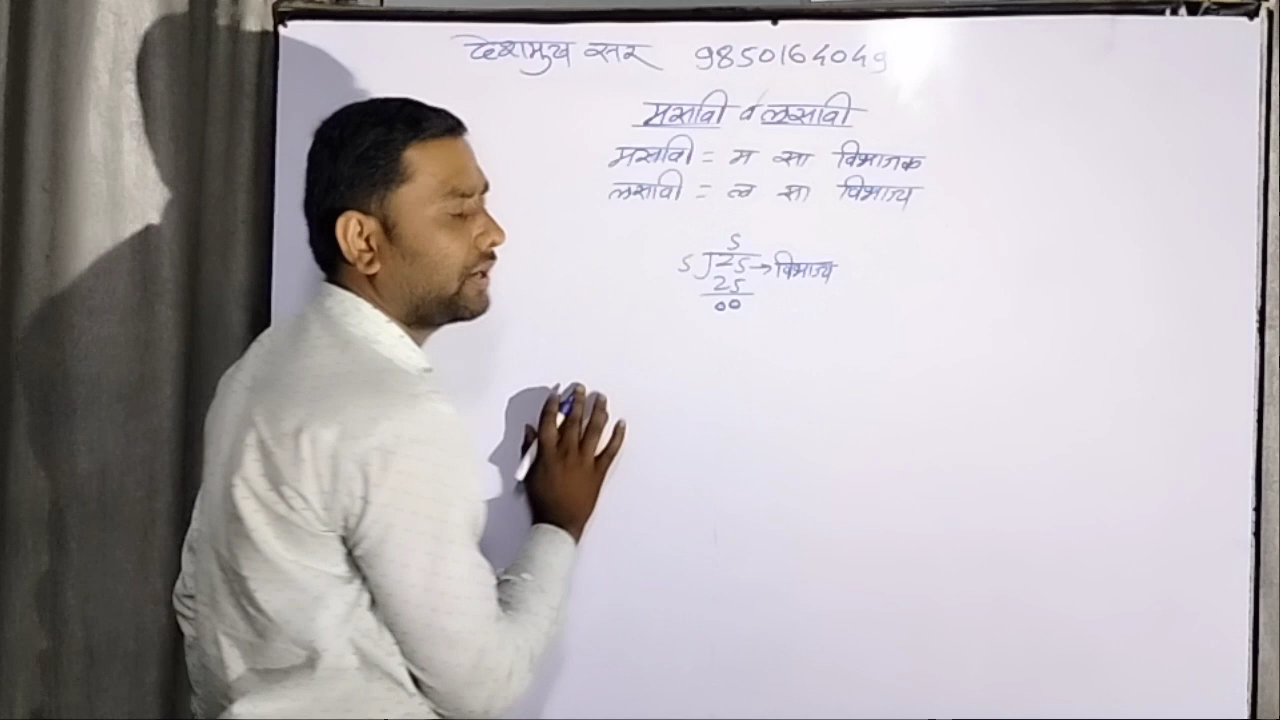 देशमुख सर 9850164049
मसावी व लसावी
मसावी = म सा विभाजक
लसावी = ल सा विभाज्य
5
5 25 → विभाज्य
25
00